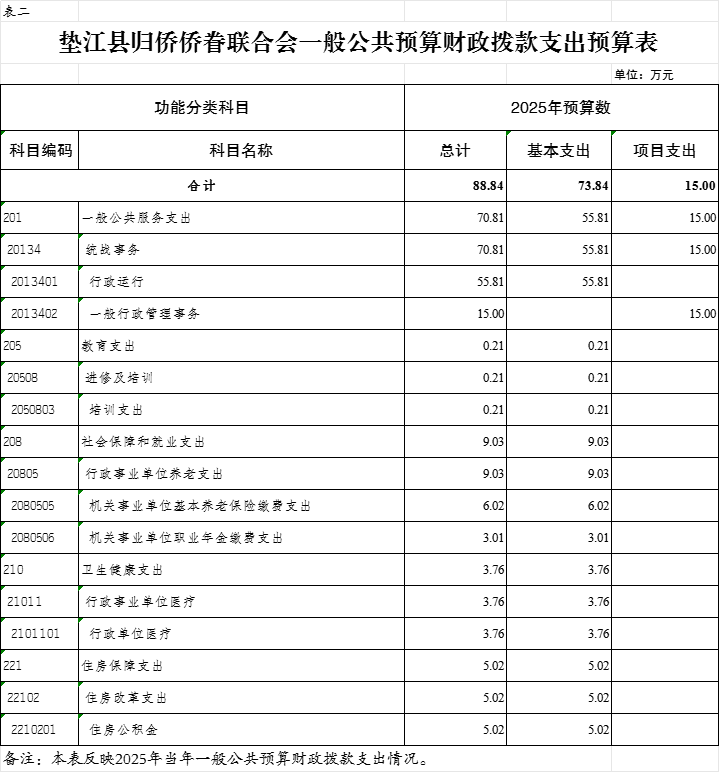 表二
垫江县归侨侨眷联合会一般公共预算财政拨款支出预算表
单位：万元
功能分类科目 2025年预算数
科目编码 科目名称 总计 基本支出 项目支出
合计 88.84 73.84 15.00
201 一般公共服务支出 70.81 55.81 15.00
20134 统战事务 70.81 55.81 15.00
2013401 行政运行 55.81 55.81
2013402 一般行政管理事务 15.00 15.00
205 教育支出 0.21 0.21
20508 进修及培训 0.21 0.21
2050803 培训支出 0.21 0.21
208 社会保障和就业支出 9.03 9.03
20805 行政事业单位养老支出 9.03 9.03
2080505 机关事业单位基本养老保险缴费支出 6.02 6.02
2080506 机关事业单位职业年金缴费支出 3.01 3.01
210 卫生健康支出 3.76 3.76
21011 行政事业单位医疗 3.76 3.76
2101101 行政单位医疗 3.76 3.76
221 住房保障支出 5.02 5.02
22102 住房改革支出 5.02 5.02
2210201 住房公积金 5.02 5.02
备注：本表反映2025年当年一般公共预算财政拨款支出情况。